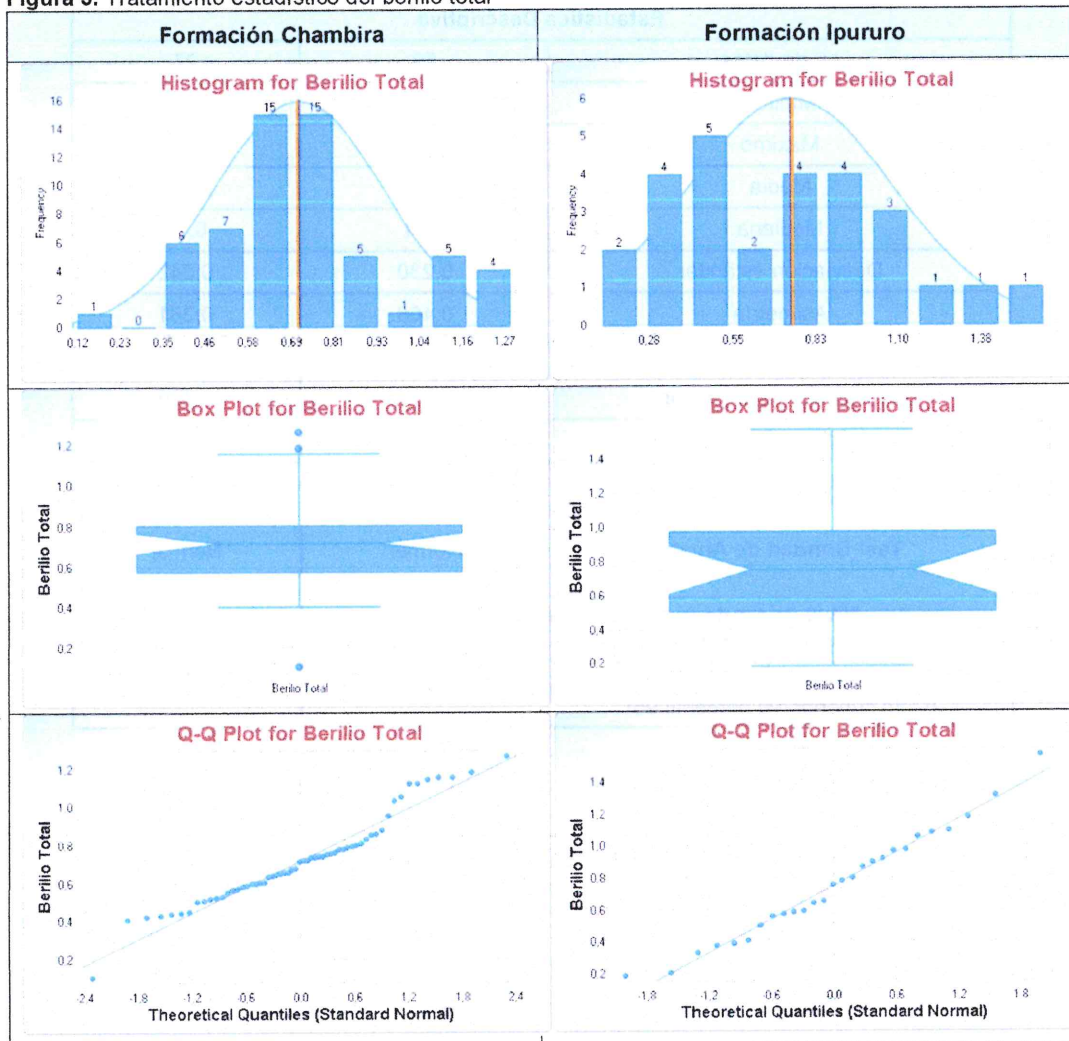 Figura 5. Tratamiento estadístico del berilio total
Formación Chambira
Formación Ipururo
Histogram for Berilio Total
Frequency
16
14
12
10
8
6
4
2
0
1
0
6
7
15
15
5
1
5
4
0.12 0.23 0.35 0.46 0.58 0.69 0.81 0.93 1.04 1.16 1.27
Histogram for Berilio Total
Frequency
6
5
4
3
2
1
0
2
4
5
2
4
4
3
1
1
1
0.28 0.55 0.83 1.10 1.38
Box Plot for Berilio Total
Berilio Total
1.2
1.0
0.8
0.6
0.4
0.2
Berilio Total
Box Plot for Berilio Total
Berilio Total
1.4
1.2
1.0
0.8
0.6
0.4
0.2
Berilio Total
Q-Q Plot for Berilio Total
Berilio Total
1.2
1.0
0.8
0.6
0.4
0.2
-2.4 -1.8 -1.2 -0.6 0.0 0.6 1.2 1.8 2.4
Theoretical Quantiles (Standard Normal)
Q-Q Plot for Berilio Total
Berilio Total
1.4
1.2
1.0
0.8
0.6
0.4
0.2
-1.8 -1.2 -0.6 0.0 0.6 1.2 1.8
Theoretical Quantiles (Standard Normal)